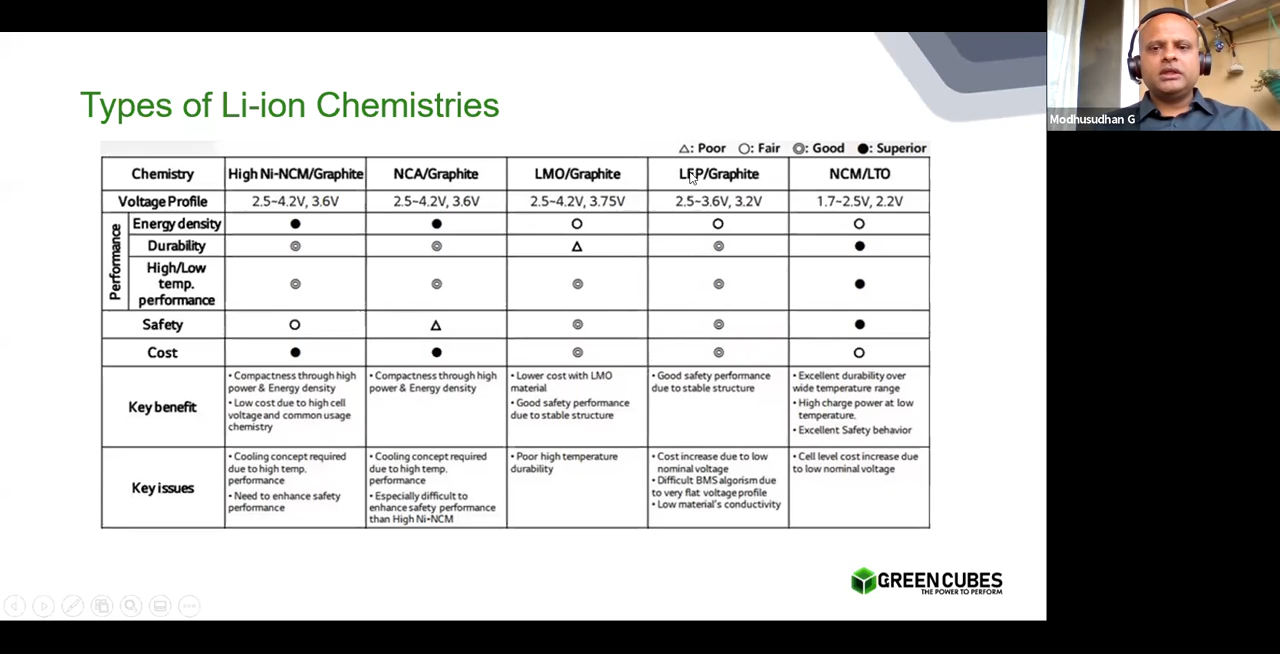 Modhusudhan G
Types of Li-ion Chemistries
△: Poor ○: Fair ◎: Good ●: Superior
Chemistry High Ni-NCM/Graphite NCA/Graphite LMO/Graphite LFP/Graphite NCM/LTO
Voltage Profile 2.5~4.2V, 3.6V 2.5~4.2V, 3.6V 2.5~4.2V, 3.75V 2.5~3.6V, 3.2V 1.7~2.5V, 2.2V
Performance
Energy density ● ● ○ ○ ○
Durability ◎ ◎ △ ◎ ●
High/Low
temp.
performance
◎ ◎ ◎ ◎ ●
Safety ○ △ ◎ ◎ ●
Cost ● ● ◎ ◎ ○
Key benefit
• Compactness through high
power & Energy density
• Low cost due to high cell
voltage and common usage
chemistry
• Compactness through high
power & Energy density
• Lower cost with LMO
material
• Good safety performance
due to stable structure
• Good safety performance
due to stable structure
• Excellent durability over
wide temperature range
• High charge power at low
temperature.
• Excellent Safety behavior
Key issues
• Cooling concept required
due to high temp.
performance
• Need to enhance safety
performance
• Cooling concept required
due to high temp.
performance
• Especially difficult to
enhance safety performance
than High Ni-NCM
• Poor high temperature
durability
• Cost increase due to low
nominal voltage
• Difficult BMS algorism due
to very flat voltage profile
• Low material's conductivity
• Cell level cost increase due
to low nominal voltage
GREEN CUBES
THE POWER TO PERFORM